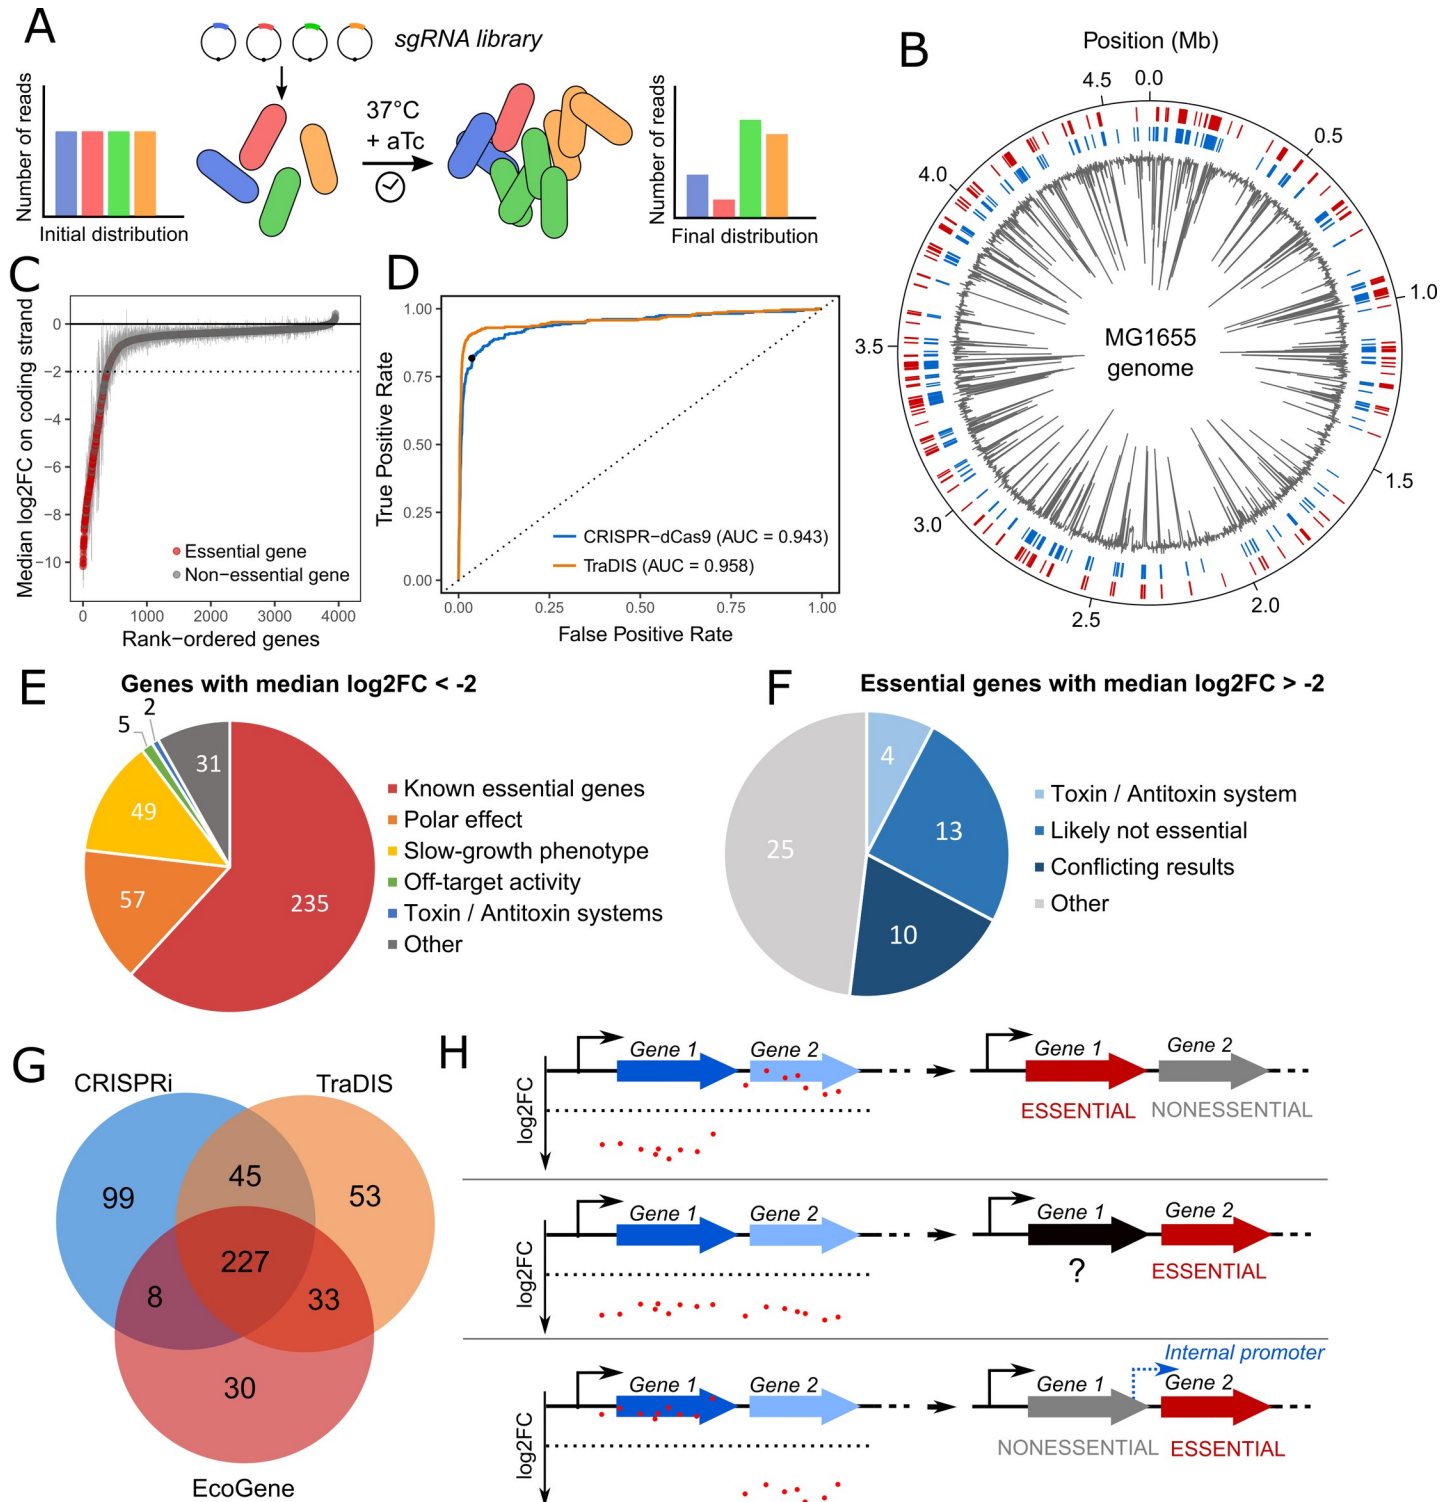 A
sgRNA library
Number of reads
Initial distribution
37°C
+ aTc
Number of reads
Final distribution
B
Position (Mb)
0.0
0.5
1.0
1.5
2.0
2.5
3.0
3.5
4.0
4.5
MG1655
genome
C
Median log2FC on coding strand
0
−2
−4
−6
−8
−10
Essential gene
Non−essential gene
0
1000
2000
3000
4000
Rank−ordered genes
D
True Positive Rate
1.00
0.75
0.50
0.25
0.00
CRISPR−dCas9 (AUC = 0.943)
TraDIS (AUC = 0.958)
0.00
0.25
0.50
0.75
1.00
False Positive Rate
E
Genes with median log2FC < -2
2
5
31
49
57
235
Known essential genes
Polar effect
Slow-growth phenotype
Off-target activity
Toxin / Antitoxin systems
Other
F
Essential genes with median log2FC > -2
4
13
10
25
Toxin / Antitoxin system
Likely not essential
Conflicting results
Other
G
CRISPRi
TraDIS
99
45
53
227
8
33
30
EcoGene
H
log2FC
Gene 1
Gene 2
Gene 1
Gene 2
ESSENTIAL
NONESSENTIAL
log2FC
Gene 1
Gene 2
Gene 1
Gene 2
?
ESSENTIAL
log2FC
Gene 1
Gene 2
Internal promoter
Gene 1
Gene 2
NONESSENTIAL
ESSENTIAL